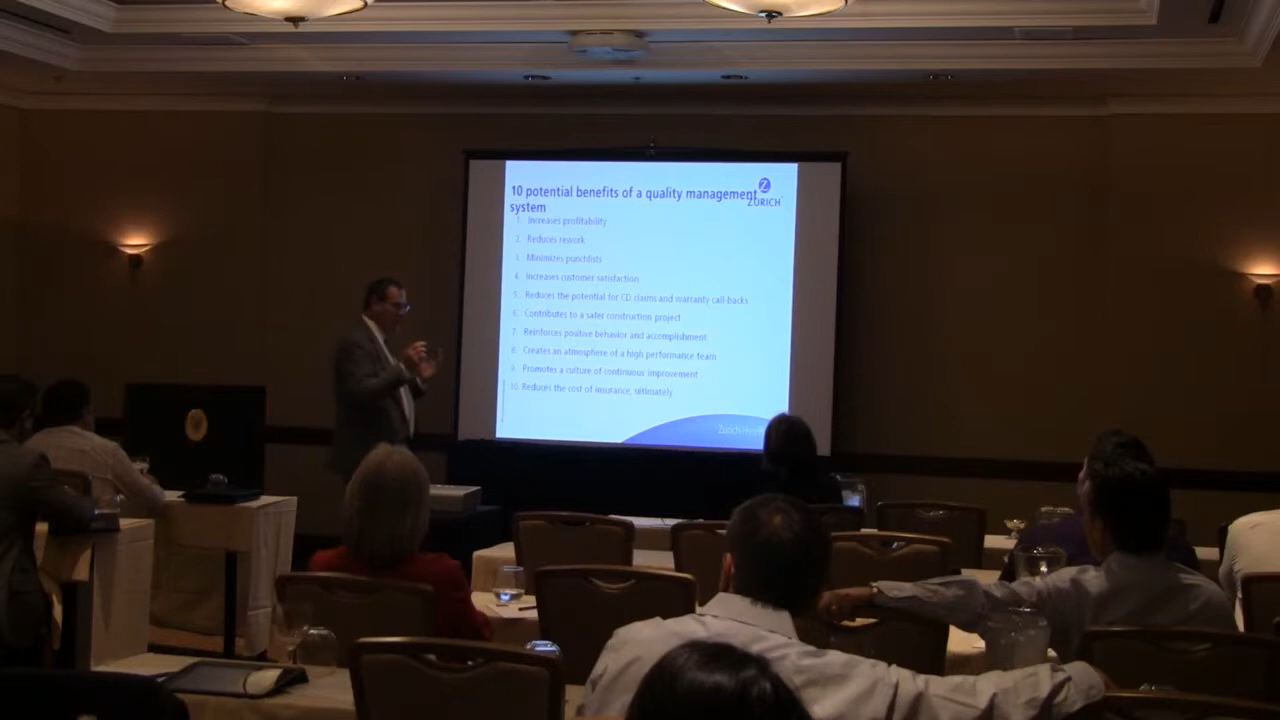 10 potential benefits of a quality management
system
Z
ZURICH
1. Increases profitability
2. Reduces rework
3. Minimizes punchlists
4. Increases customer satisfaction
5. Reduces the potential for CD claims and warranty call-backs
6. Contributes to a safer construction project
7. Reinforces positive behavior and accomplishment
8. Creates an atmosphere of a high performance team
9. Promotes a culture of continuous improvement
10. Reduces the cost of insurance, ultimately
Zurich